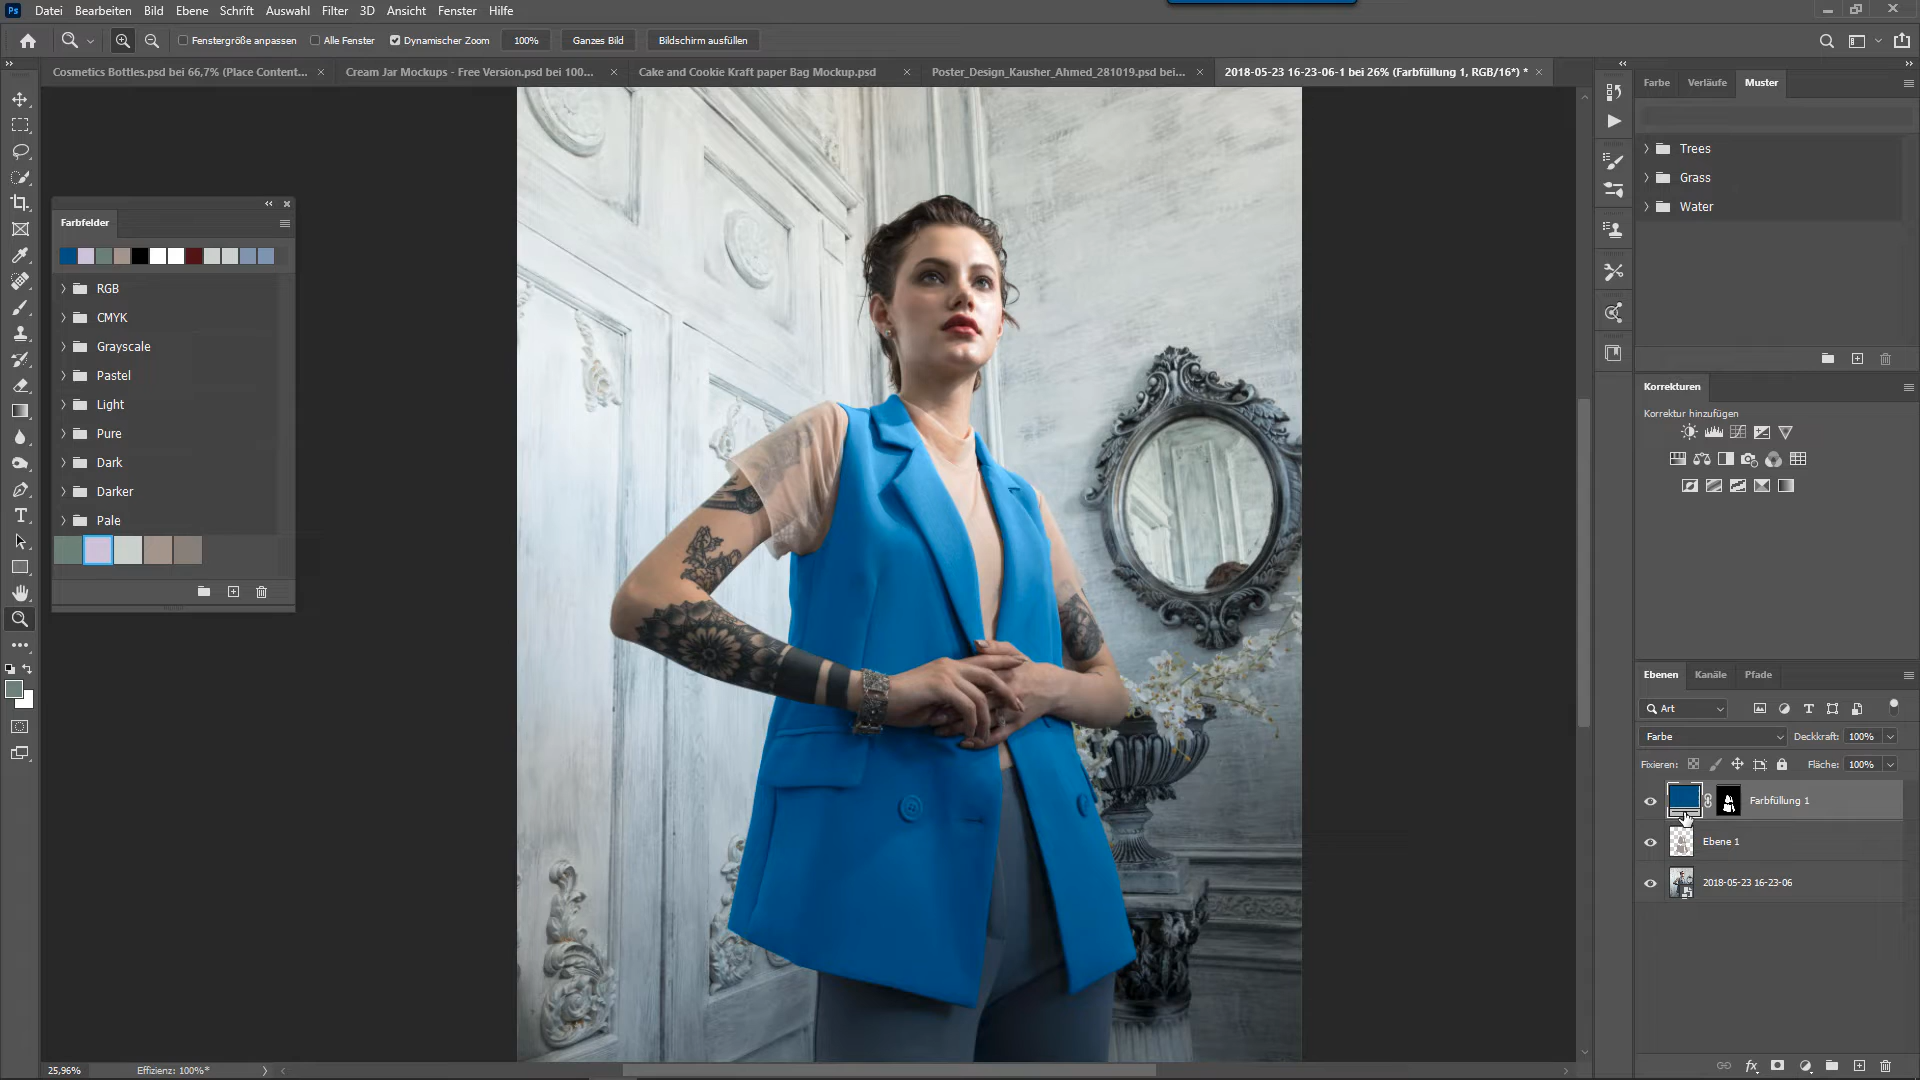 Ps Datei Bearbeiten Bild Ebene Schrift Auswahl Filter 3D Ansicht Fenster Hilfe
Fenstergröße anpassen Alle Fenster Dynamischer Zoom 100% Ganzes Bild Bildschirm ausfüllen
Cosmetics Bottles.psd bei 66,7% (Place Content... × Cream Jar Mockups - Free Version.psd bei 100... × Cake and Cookie Kraft paper Bag Mockup.psd × Poster_Design_Kausher_Ahmed_281019.psd bei... × 2018-05-23 16-23-06-1 bei 26% (Farbfüllung 1, RGB/16*) * ×
Farbfelder
RGB
CMYK
Grayscale
Pastel
Light
Pure
Dark
Darker
Pale
Farbe Verläufe Muster
Trees
Grass
Water
Korrekturen
Korrektur hinzufügen
Ebenen Kanäle Pfade
Art
Farbe Deckkraft: 100%
Fixieren: Fläche: 100%
Farbfüllung 1
Ebene 1
2018-05-23 16-23-06
25,96% Effizienz: 100%*